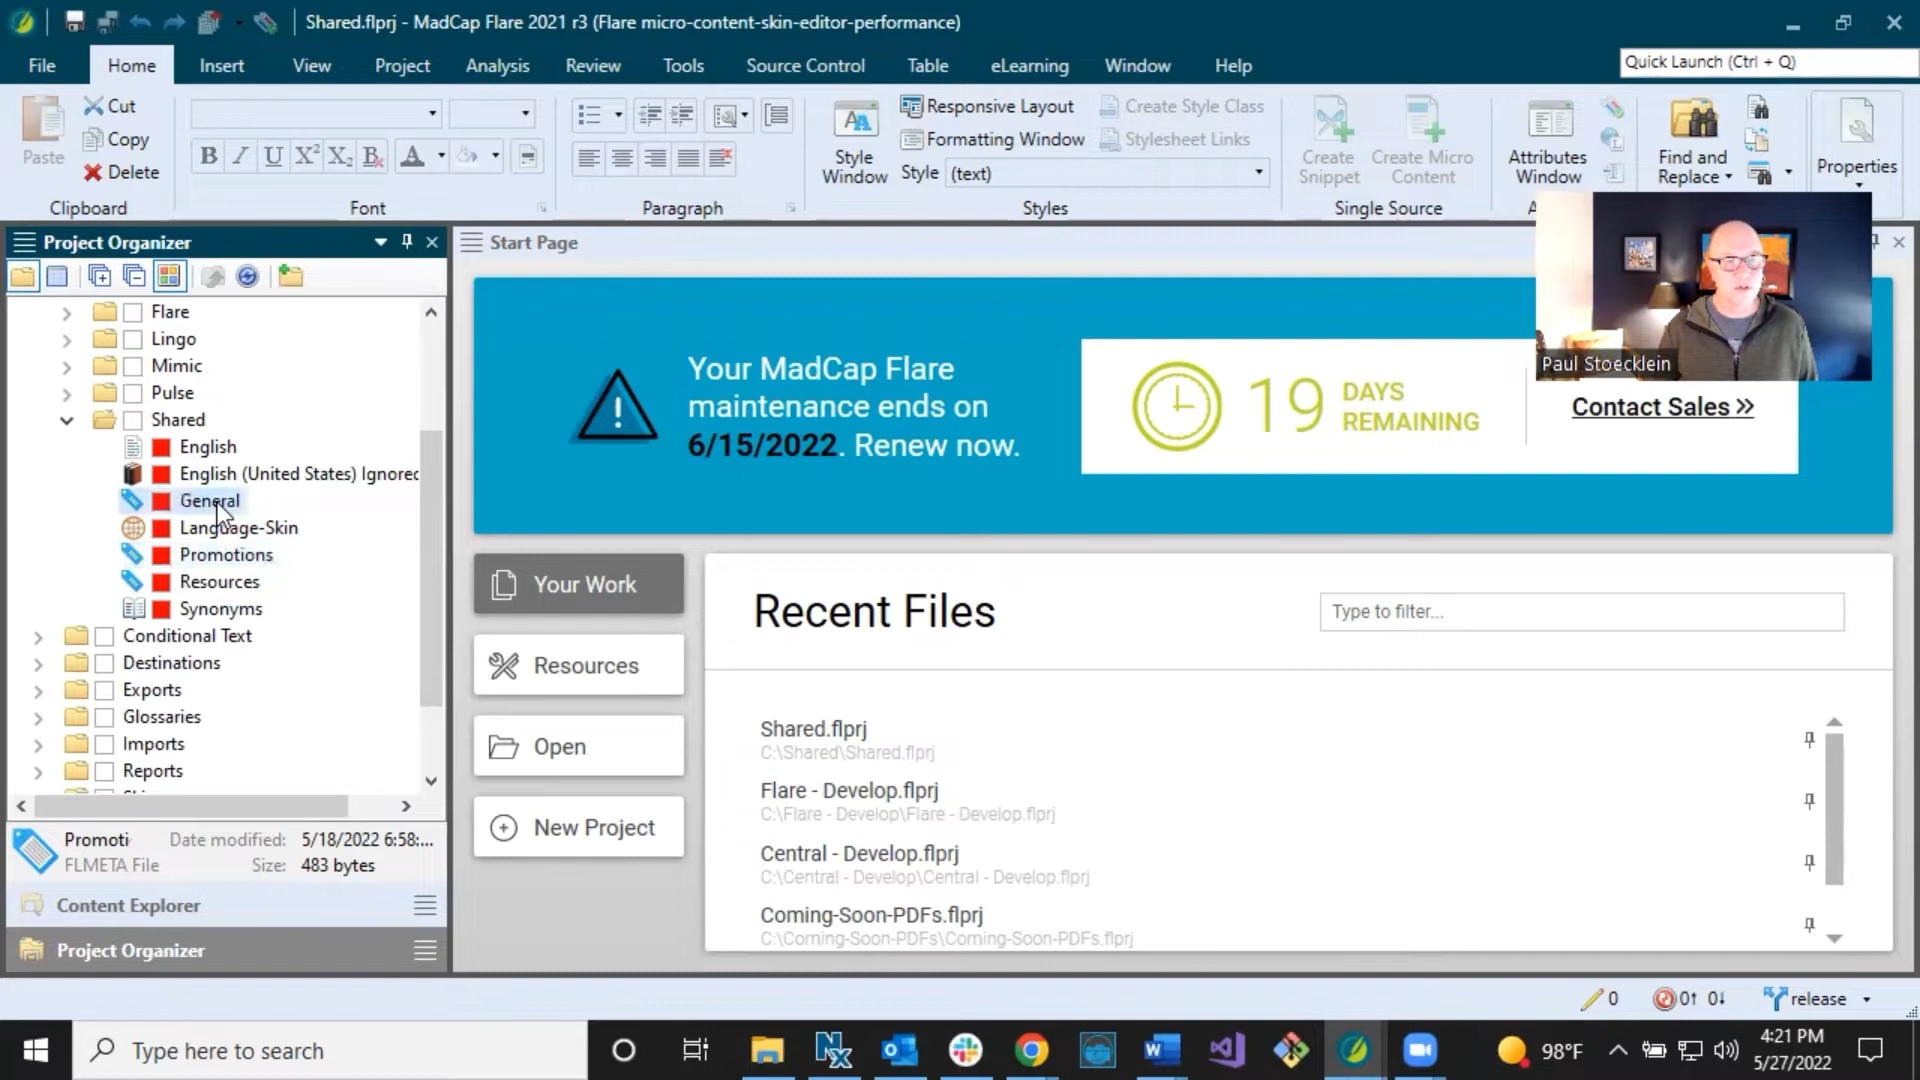 Shared.flprj - MadCap Flare 2021 r3 (Flare micro-content-skin-editor-performance)
File Home Insert View Project Analysis Review Tools Source Control Table eLearning Window Help
Quick Launch (Ctrl + Q)
Paste
Cut
Copy
Delete
Clipboard
B I U X² X₂ B A
Font
Paragraph
Style Window
Responsive Layout
Formatting Window
Style (text)
Create Style Class
Stylesheet Links
Styles
Create Snippet
Create Micro Content
Single Source
Attributes Window
Find and Replace
Properties
Project Organizer
Flare
Lingo
Mimic
Pulse
Shared
English
English (United States) Ignorec
General
Language-Skin
Promotions
Resources
Synonyms
Conditional Text
Destinations
Exports
Glossaries
Imports
Reports
Promoti Date modified: 5/18/2022 6:58:...
FLMETA File Size: 483 bytes
Content Explorer
Project Organizer
Start Page
Your MadCap Flare
maintenance ends on
6/15/2022. Renew now.
19 DAYS REMAINING
Contact Sales >>
Paul Stoecklein
Your Work
Resources
Open
New Project
Recent Files
Type to filter...
Shared.flprj
C:\Shared\Shared.flprj
Flare - Develop.flprj
C:\Flare - Develop\Flare - Develop.flprj
Central - Develop.flprj
C:\Central - Develop\Central - Develop.flprj
Coming-Soon-PDFs.flprj
C:\Coming-Soon-PDFs\Coming-Soon-PDFs.flprj
0 0↑ 0↓ release
Type here to search
98°F
4:21 PM
5/27/2022